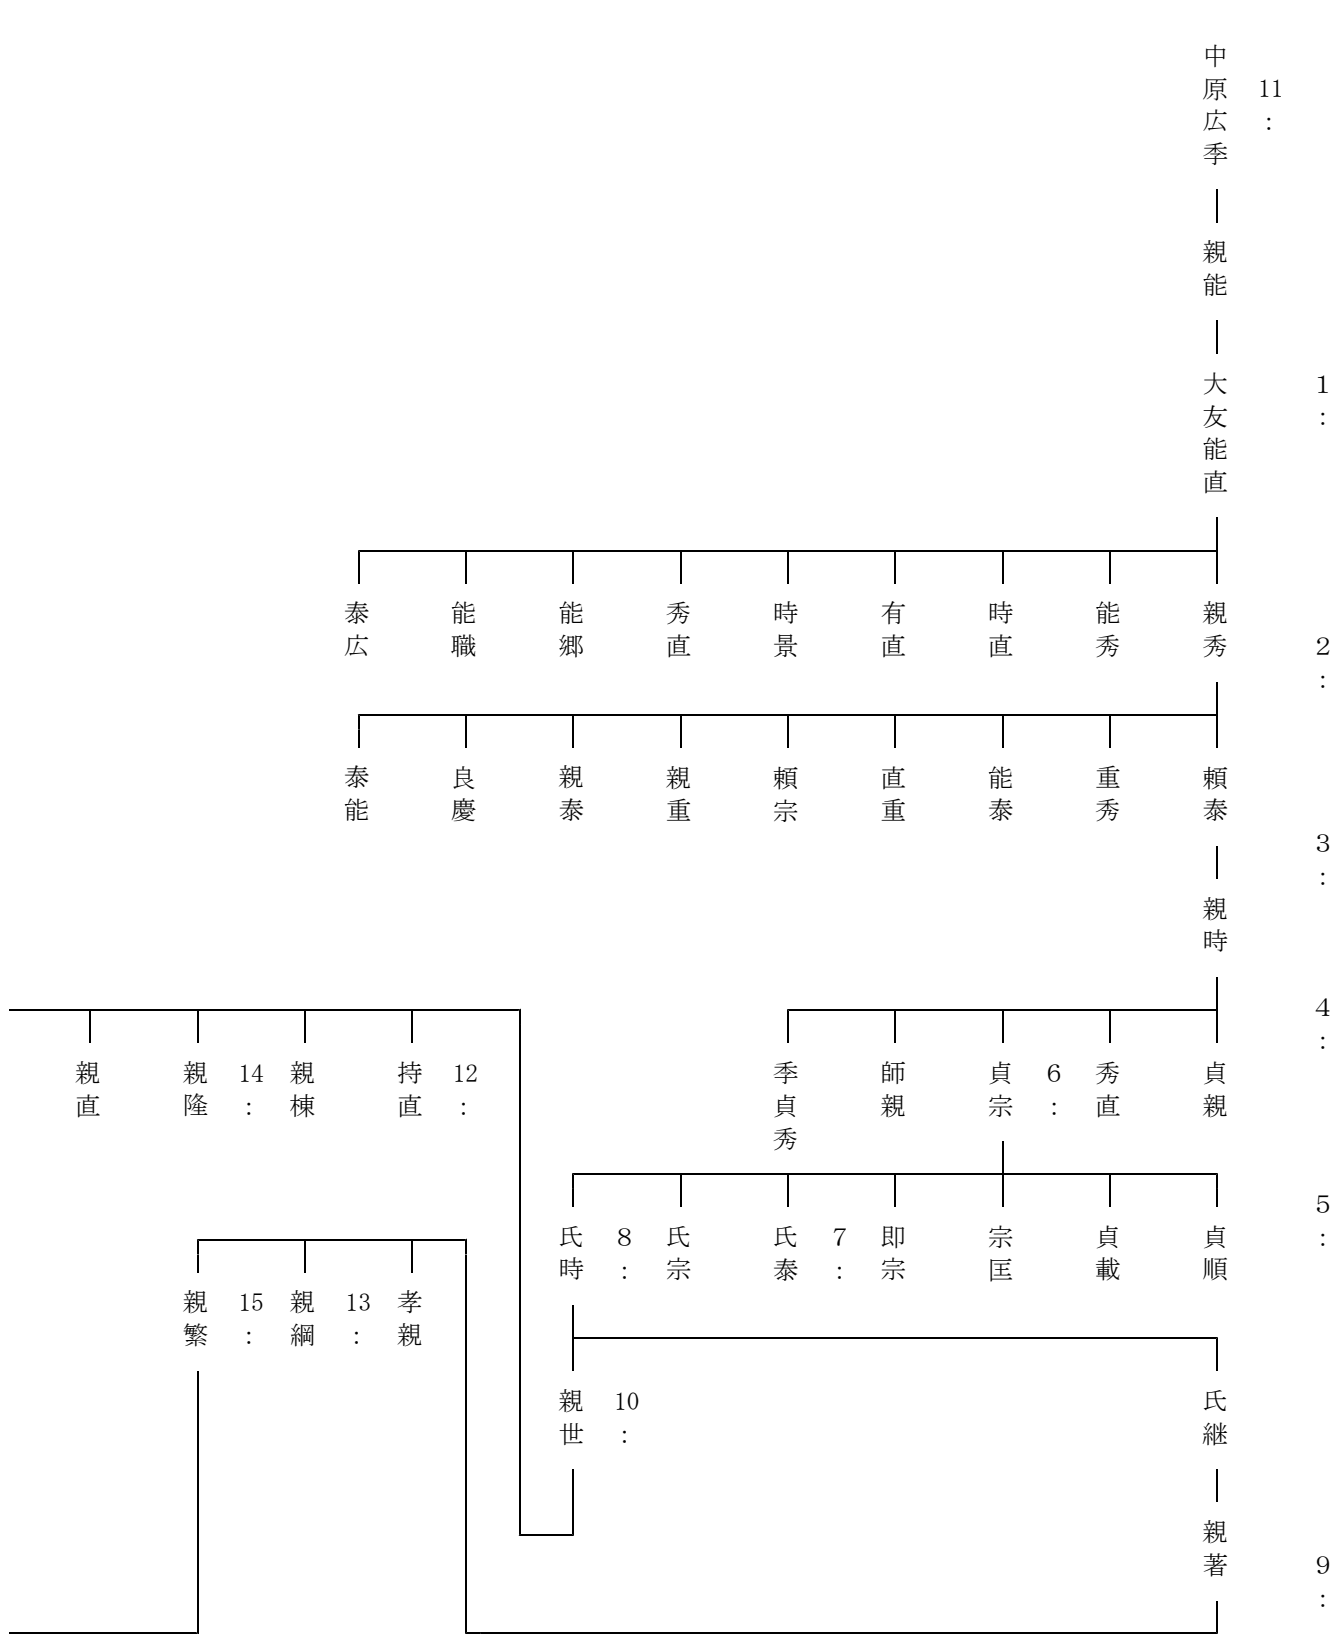 中原広季
11:
親能
1:
大友能直
2:
親秀
能秀
時直
有直
時景
秀直
能郷
能職
泰広
3:
頼泰
重秀
能泰
直重
頼宗
親重
親泰
良慶
泰能
4:
親時
5:
貞親
秀直
6:
貞宗
師親
季貞秀
貞順
貞載
宗匡
即宗
7:
氏泰
氏宗
8:
氏時
9:
氏継
10:
親世
親著
12:
持直
親棟
14:
親隆
親直
孝親
13:
親綱
15:
親繁